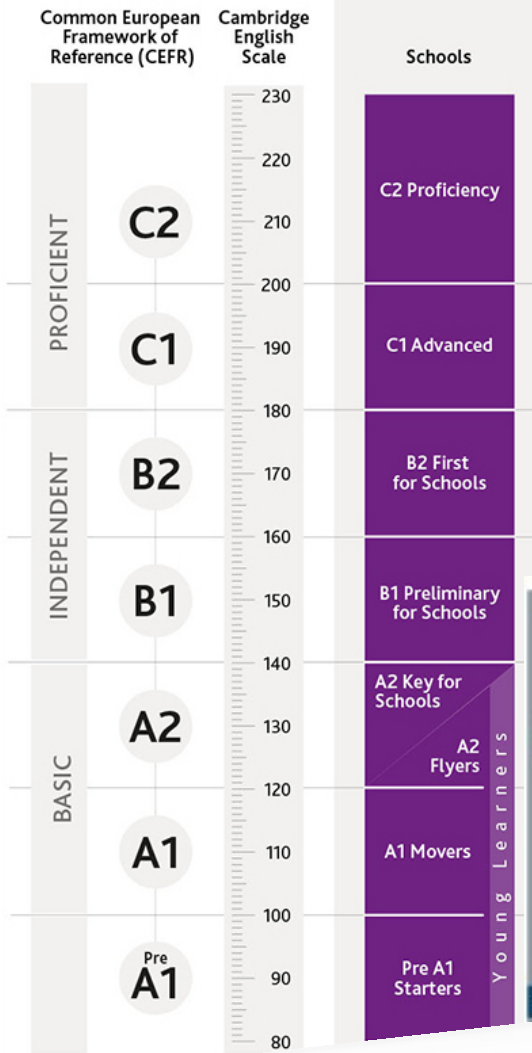 Common European
Framework of
Reference (CEFR)
Cambridge
English
Scale
Schools
PROFICIENT
INDEPENDENT
BASIC
C2
C1
B2
B1
A2
A1
Pre
A1
230
220
210
200
190
180
170
160
150
140
130
120
110
100
90
80
C2 Proficiency
C1 Advanced
B2 First
for Schools
B1 Preliminary
for Schools
A2 Key for
Schools
A2
Flyers
A1 Movers
Pre A1
Starters
Young Learners